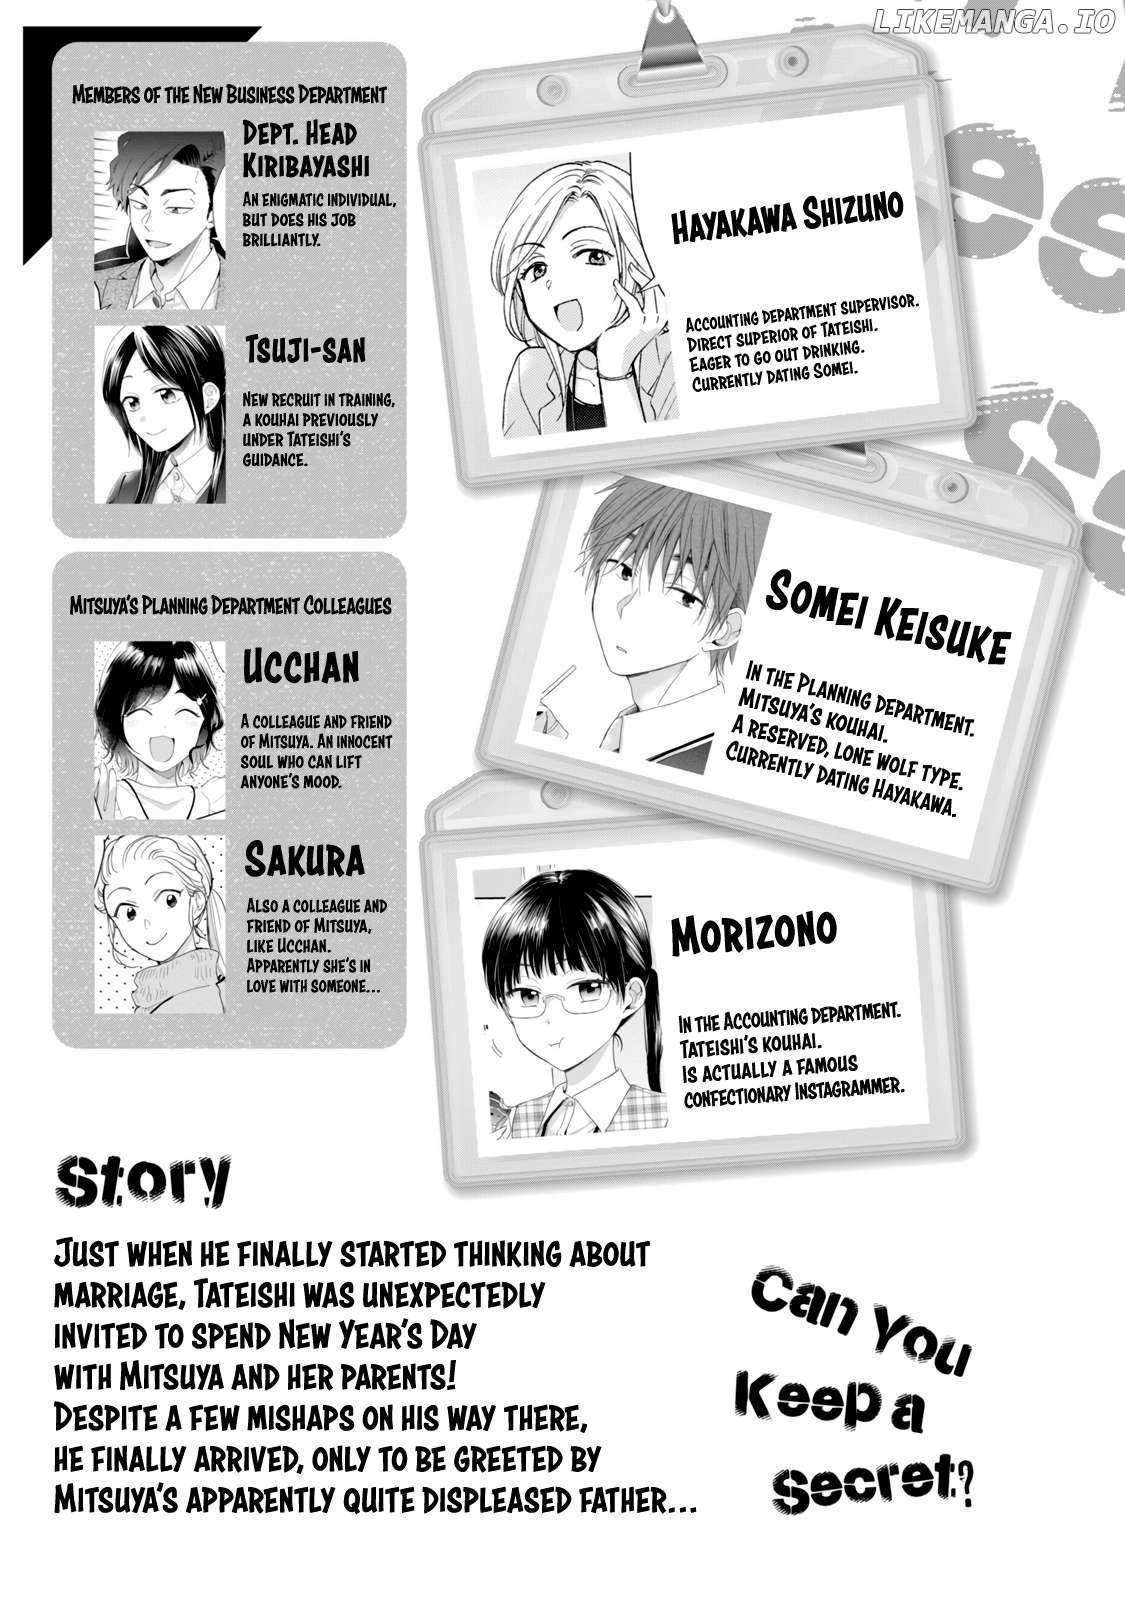 LIKEMANGA.IO
Members of the New Business Department
Dept. Head
Kiribayashi
An enigmatic individual,
but does his job
brilliantly.
Tsuji-san
New recruit in training,
a kouhai previously
under Tateishi's
guidance.
Mitsuya's Planning Department Colleagues
Ucchan
A colleague and friend
of Mitsuya. An innocent
soul who can lift
anyone's mood.
Sakura
Also a colleague and
friend of Mitsuya,
like Ucchan.
Apparently she's in
love with someone...
Hayakawa Shizuno
Accounting department supervisor.
Direct superior of Tateishi.
Eager to go out drinking.
Currently dating Somei.
Somei Keisuke
In the Planning department.
Mitsuya's kouhai.
A reserved, lone wolf type.
Currently dating Hayakawa.
Morizono
In the Accounting department.
Tateishi's kouhai.
Is actually a famous
confectionary Instagrammer.
Story
Just when he finally started thinking about
marriage, Tateishi was unexpectedly
invited to spend New Year's Day
with Mitsuya and her parents!
Despite a few mishaps on his way there,
he finally arrived, only to be greeted by
Mitsuya's apparently quite displeased father...
Can You
Keep a
Secret?